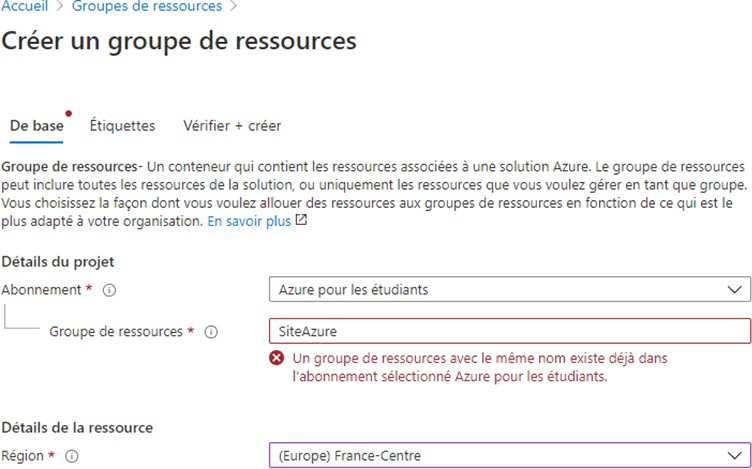 Accueil > Groupes de ressources >
Créer un groupe de ressources
De base Étiquettes Vérifier + créer
Groupe de ressources- Un conteneur qui contient les ressources associées à une solution Azure. Le groupe de ressources
peut inclure toutes les ressources de la solution, ou uniquement les ressources que vous voulez gérer en tant que groupe.
Vous choisissez la façon dont vous voulez allouer des ressources aux groupes de ressources en fonction de ce qui est le
plus adapté à votre organisation. En savoir plus
Détails du projet
Abonnement * Azure pour les étudiants
Groupe de ressources * SiteAzure
Un groupe de ressources avec le même nom existe déjà dans
l'abonnement sélectionné Azure pour les étudiants.
Détails de la ressource
Région * (Europe) France-Centre